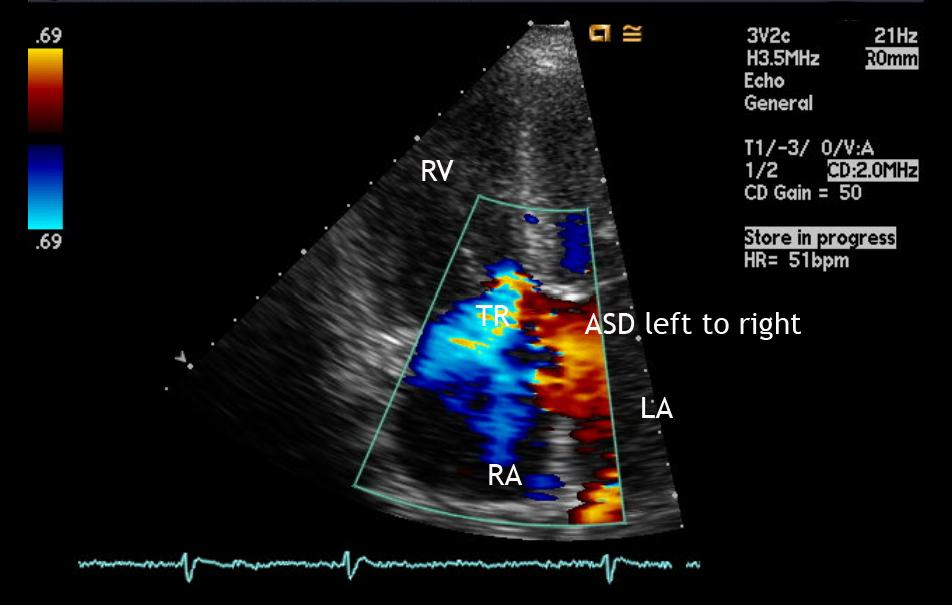 .69
.69
3V2c 21Hz
H3.5MHz R0mm
Echo
General
T1/-3/ 0/V:A
1/2 CD:2.0MHz
CD Gain = 50
Store in progress
HR= 51bpm
RV
TR
ASD left to right
LA
RA